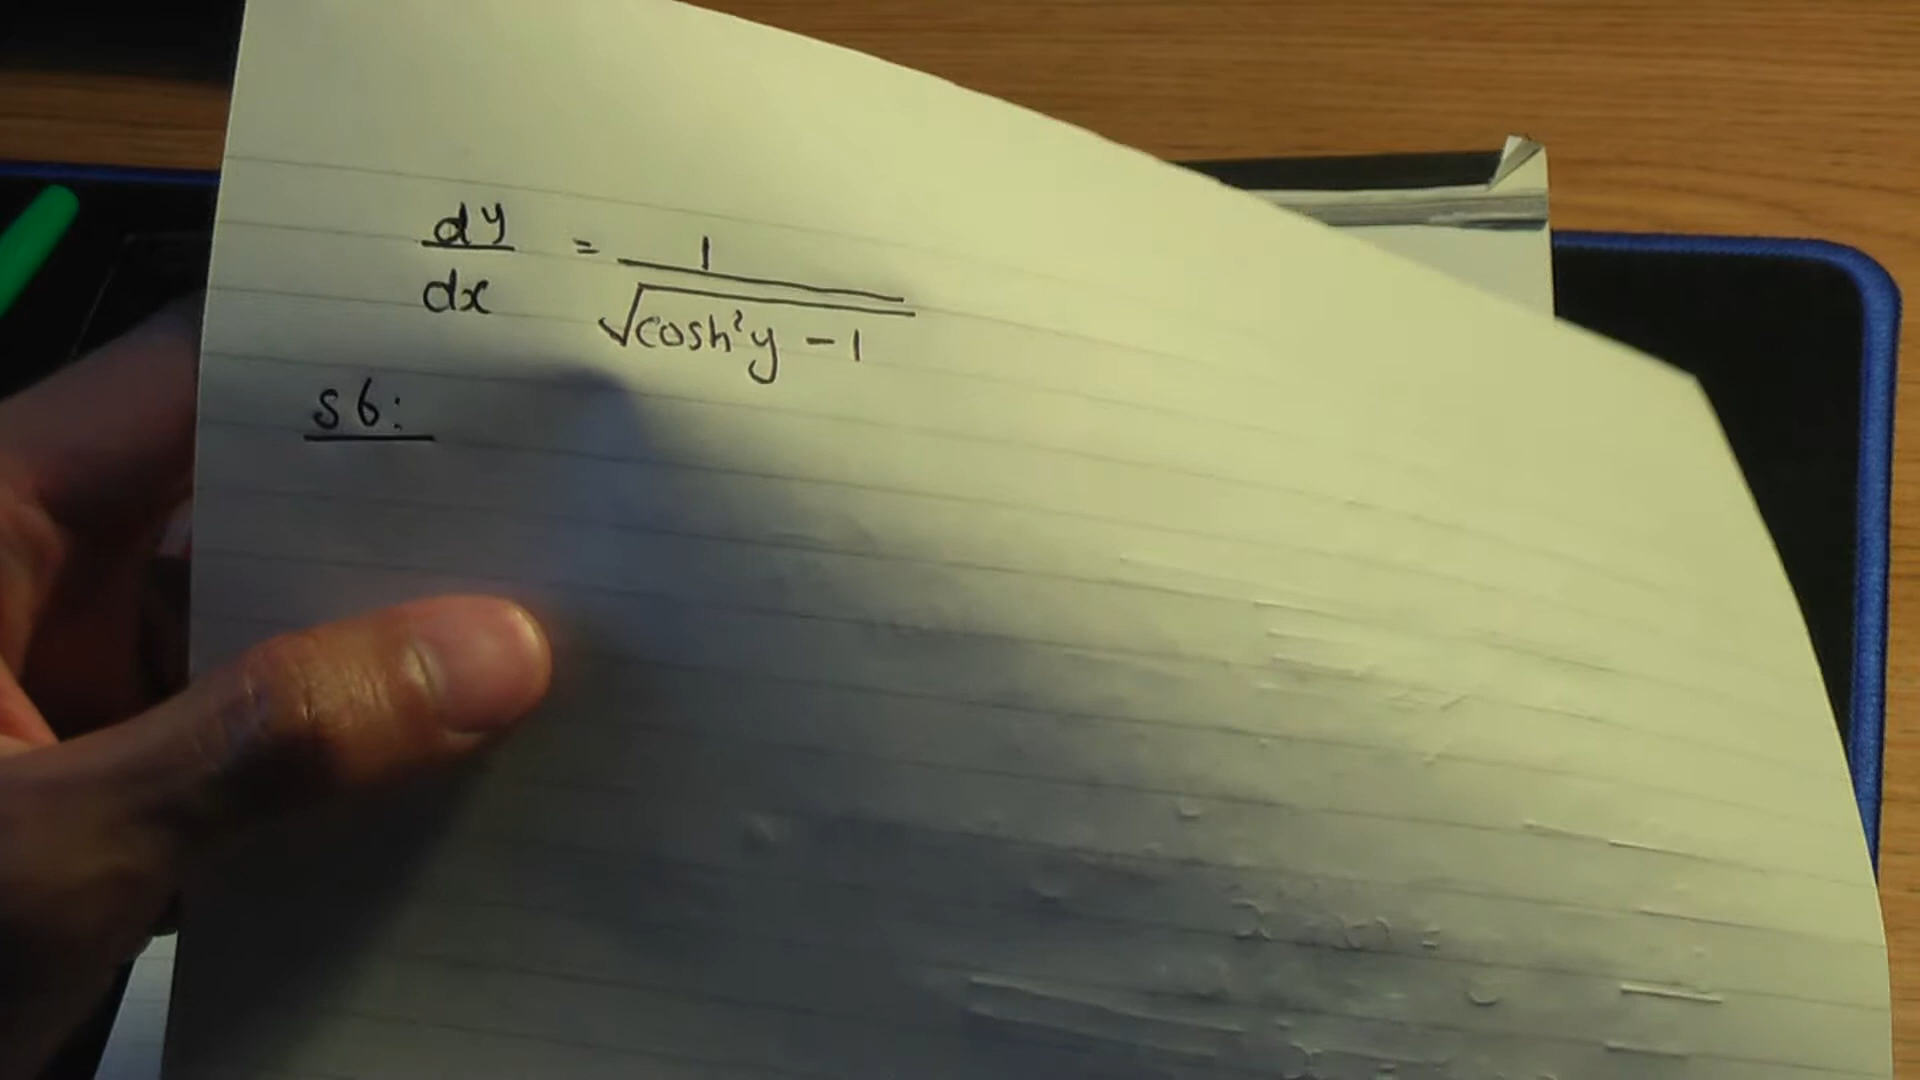 dy/dx = 1/√(cosh²y - 1)
s6: